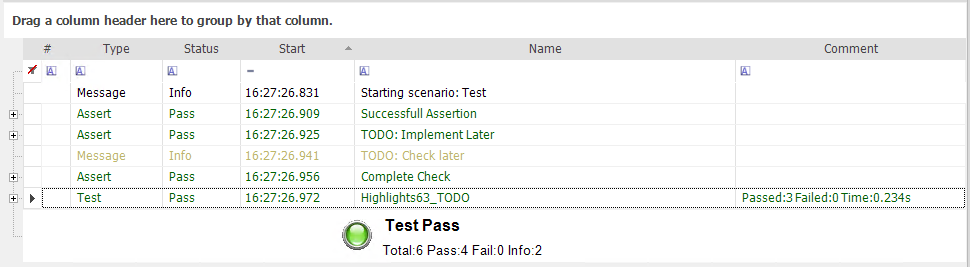 Drag a column header here to group by that column.
# Type Status Start Name Comment
A A A = A A
Message Info 16:27:26.831 Starting scenario: Test
Assert Pass 16:27:26.909 Successfull Assertion
Assert Pass 16:27:26.925 TODO: Implement Later
Message Info 16:27:26.941 TODO: Check later
Assert Pass 16:27:26.956 Complete Check
Test Pass 16:27:26.972 Highlights63_TODO Passed:3 Failed:0 Time:0.234s
Test Pass
Total:6 Pass:4 Fail:0 Info:2